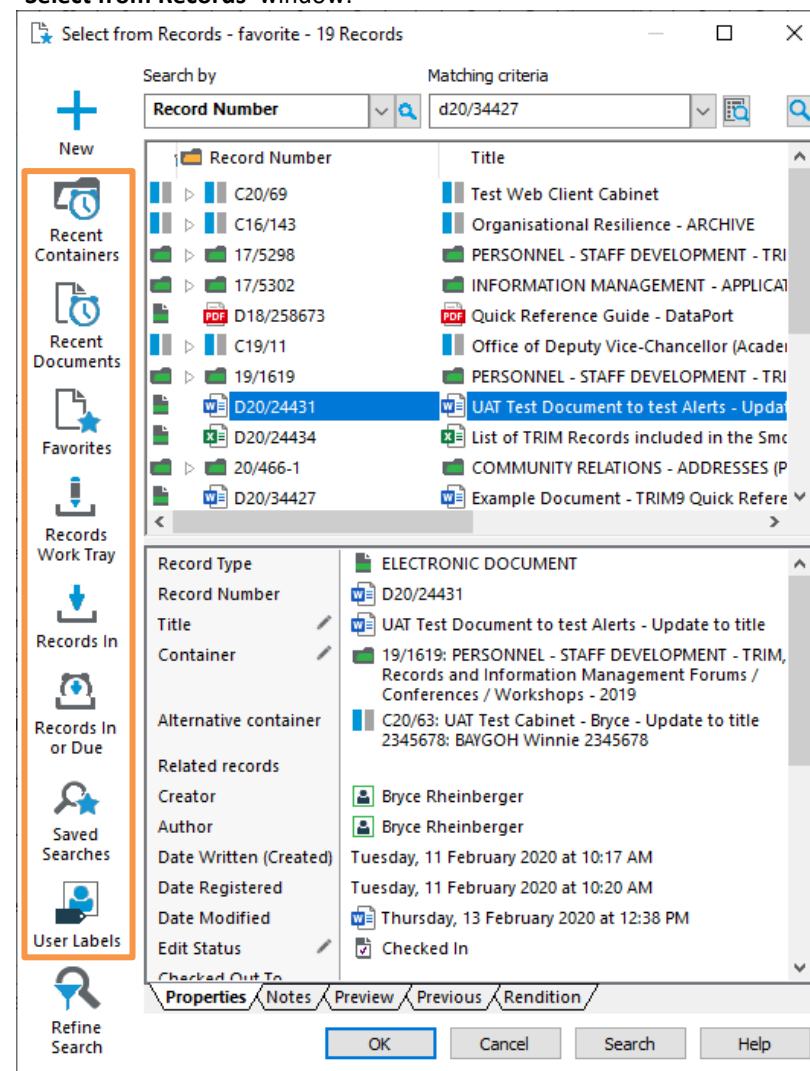 Select from Records' window.
Select from Records - favorite - 19 Records
Search by
Matching criteria
Record Number
d20/34427
New
Recent
Containers
Recent
Documents
Favorites
Records
Work Tray
Records In
Records In
or Due
Saved
Searches
User Labels
Refine
Search
Record Number Title
C20/69 Test Web Client Cabinet
C16/143 Organisational Resilience - ARCHIVE
17/5298 PERSONNEL - STAFF DEVELOPMENT - TRI
17/5302 INFORMATION MANAGEMENT - APPLICAT
D18/258673 Quick Reference Guide - DataPort
C19/11 Office of Deputy Vice-Chancellor (Acade
19/1619 PERSONNEL - STAFF DEVELOPMENT - TRI
D20/24431 UAT Test Document to test Alerts - Updat
D20/24434 List of TRIM Records included in the Smo
20/466-1 COMMUNITY RELATIONS - ADDRESSES (P
D20/34427 Example Document - TRIM9 Quick Refere
Record Type ELECTRONIC DOCUMENT
Record Number D20/24431
Title UAT Test Document to test Alerts - Update to title
Container 19/1619: PERSONNEL - STAFF DEVELOPMENT - TRIM,
Records and Information Management Forums /
Conferences / Workshops - 2019
Alternative container C20/63: UAT Test Cabinet - Bryce - Update to title
2345678: BAYGOH Winnie 2345678
Related records
Creator Bryce Rheinberger
Author Bryce Rheinberger
Date Written (Created) Tuesday, 11 February 2020 at 10:17 AM
Date Registered Tuesday, 11 February 2020 at 10:20 AM
Date Modified Thursday, 13 February 2020 at 12:38 PM
Edit Status Checked In
Checked Out To
Properties Notes Preview Previous Rendition
OK Cancel Search Help